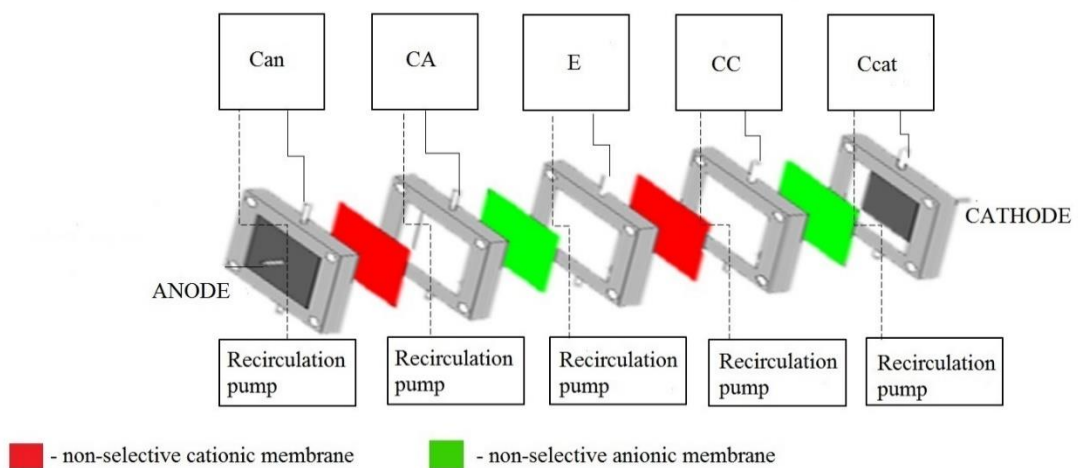 Can
CA
E
CC
Ccat
CATHODE
ANODE
Recirculation
pump
Recirculation
pump
Recirculation
pump
Recirculation
pump
Recirculation
pump
- non-selective cationic membrane
- non-selective anionic membrane